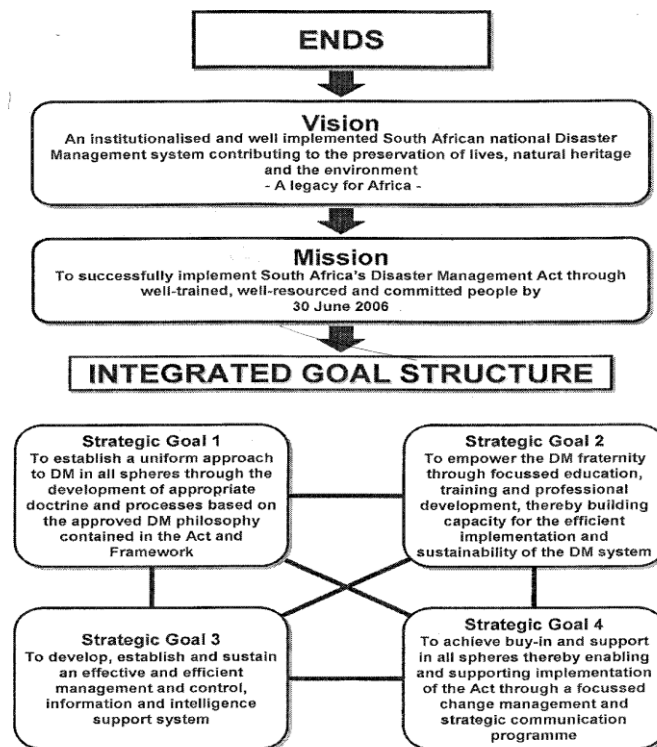 ENDS
Vision
An institutionalised and well implemented South African national Disaster
Management system contributing to the preservation of lives, natural heritage
and the environment
- A legacy for Africa -
Mission
To successfully implement South Africa's Disaster Management Act through
well-trained, well-resourced and committed people by
30 June 2006
INTEGRATED GOAL STRUCTURE
Strategic Goal 1
To establish a uniform approach
to DM in all spheres through the
development of appropriate
doctrine and processes based on
the approved DM philosophy
contained in the Act and
Framework
Strategic Goal 2
To empower the DM fraternity
through focussed education,
training and professional
development, thereby building
capacity for the efficient
implementation and
sustainability of the DM system
Strategic Goal 3
To develop, establish and sustain
an effective and efficient
management and control,
information and intelligence
support system
Strategic Goal 4
To achieve buy-in and support
in all spheres thereby enabling
and supporting implementation
of the Act through a focussed
change management and
strategic communication
programme